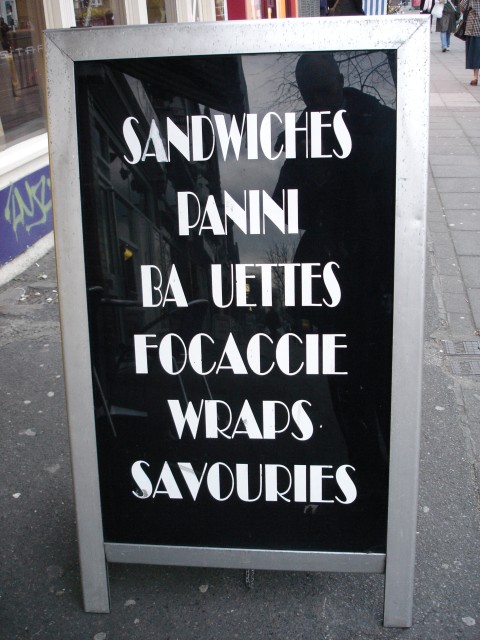 SANDWICHES
PANINI
BA UETTES
FOCACCIE
WRAPS
SAVOURIES